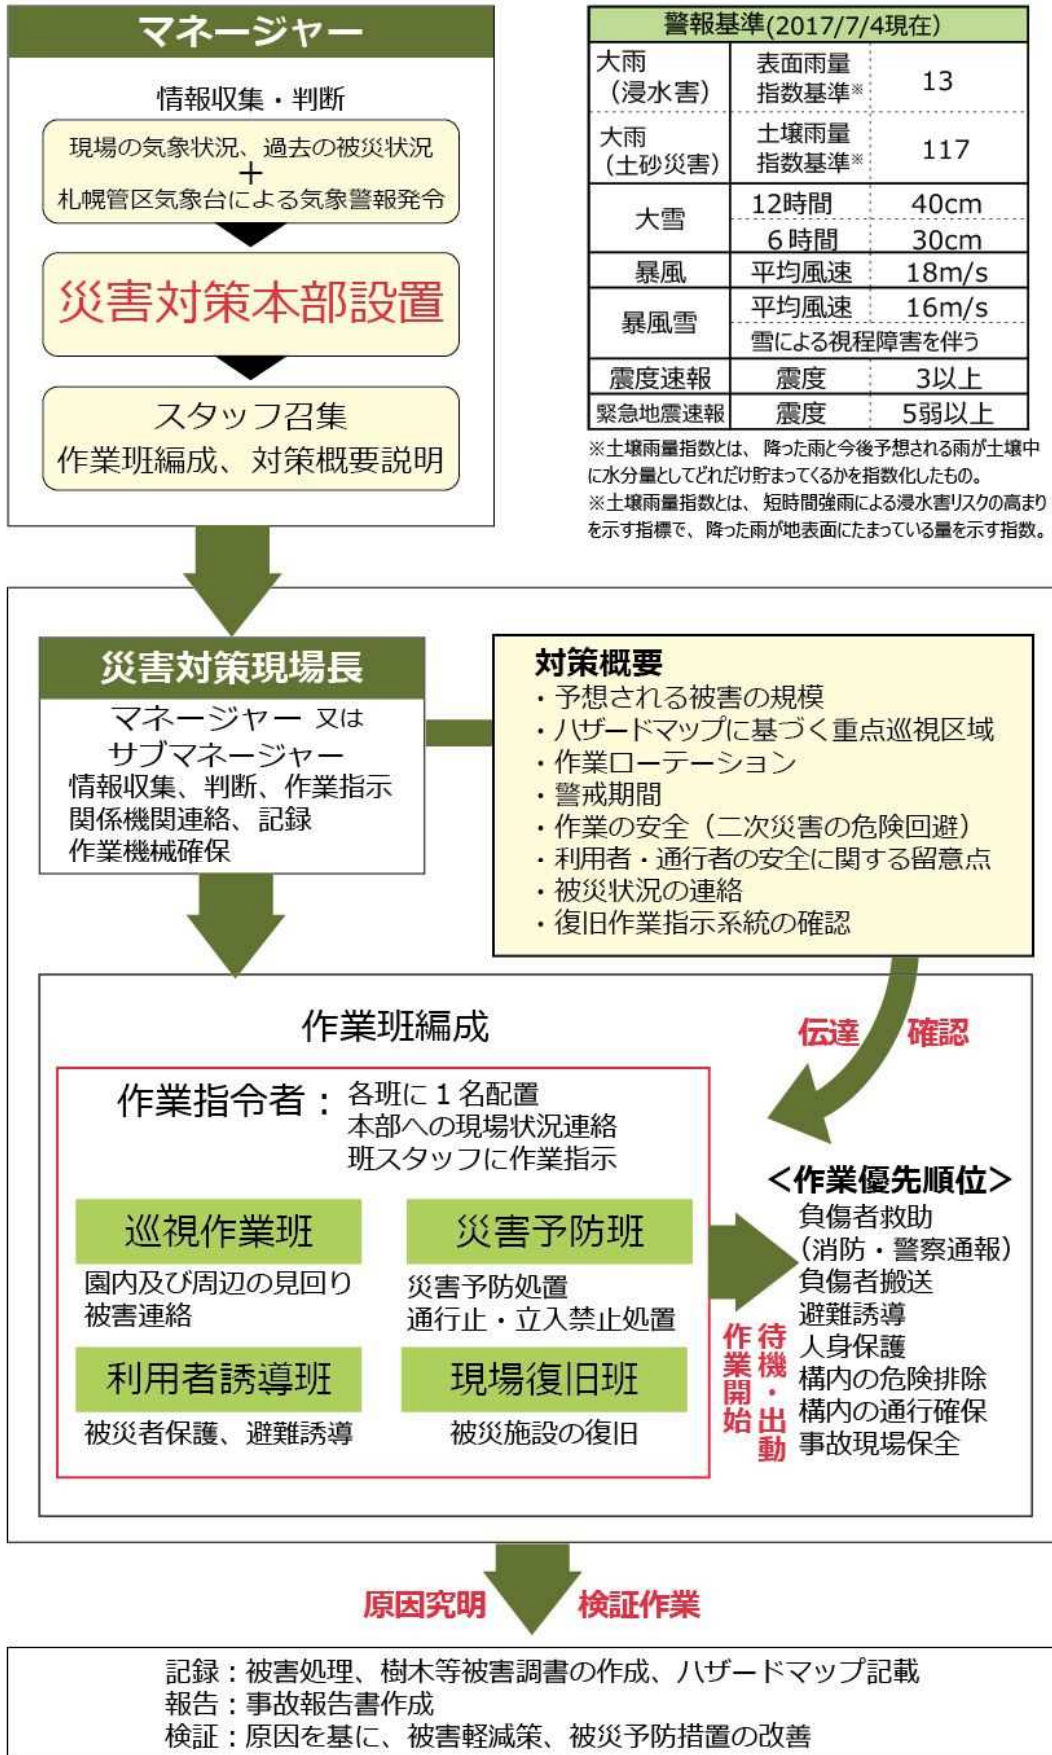 マネージャー
情報収集・判断
現場の気象状況、過去の被災状況
＋
札幌管区気象台による気象警報発令
災害対策本部設置
スタッフ召集
作業班編成、対策概要説明
警報基準(2017/7/4現在)
大雨（浸水害） 表面雨量指数基準※ 13
大雨（土砂災害） 土壌雨量指数基準※ 117
大雪 12時間 40cm
6時間 30cm
暴風 平均風速 18m/s
暴風雪 平均風速 16m/s
雪による視程障害を伴う
震度速報 震度 3以上
緊急地震速報 震度 5弱以上
※土壌雨量指数とは、降った雨と今後予想される雨が土壌中
に水分量としてどれだけ貯まってくるかを指数化したもの。
※土壌雨量指数とは、短時間強雨による浸水害リスクの高まり
を示す指標で、降った雨が地表面にたまっている量を示す指数。
災害対策現場長
マネージャー 又は
サブマネージャー
情報収集、判断、作業指示
関係機関連絡、記録
作業機械確保
対策概要
・予想される被害の規模
・ハザードマップに基づく重点巡視区域
・作業ローテーション
・警戒期間
・作業の安全（二次災害の危険回避）
・利用者・通行者の安全に関する留意点
・被災状況の連絡
・復旧作業指示系統の確認
伝達 確認
作業班編成
作業指令者： 各班に１名配置
本部への現場状況連絡
班スタッフに作業指示
巡視作業班
園内及び周辺の見回り
被害連絡
災害予防班
災害予防処置
通行止・立入禁止処置
利用者誘導班
被災者保護、避難誘導
現場復旧班
被災施設の復旧
待機・出動
作業開始
＜作業優先順位＞
負傷者救助
（消防・警察通報）
負傷者搬送
避難誘導
人身保護
構内の危険排除
構内の通行確保
事故現場保全
原因究明 検証作業
記録：被害処理、樹木等被害調書の作成、ハザードマップ記載
報告：事故報告書作成
検証：原因を基に、被害軽減策、被災予防措置の改善